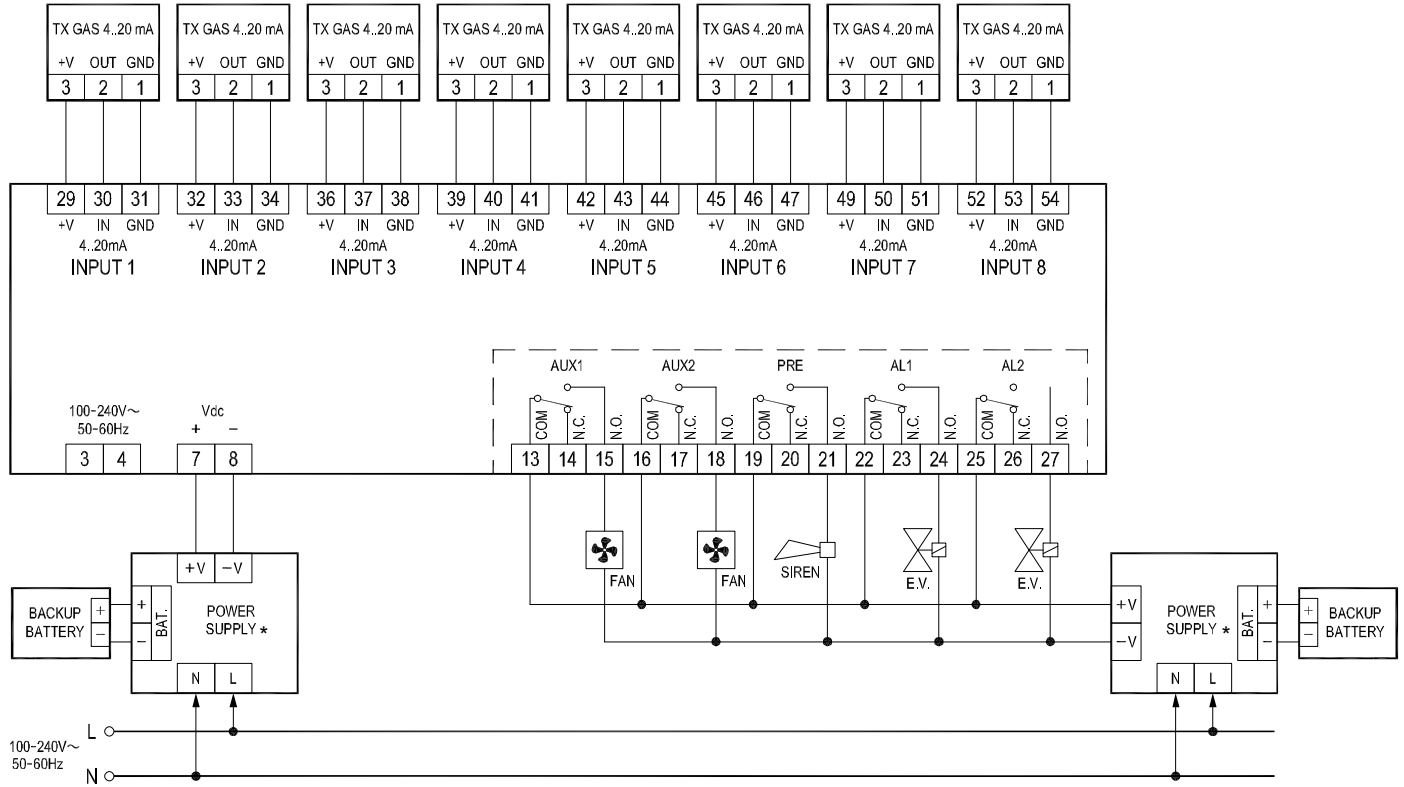 TX GAS 4..20 mA TX GAS 4..20 mA TX GAS 4..20 mA TX GAS 4..20 mA TX GAS 4..20 mA TX GAS 4..20 mA TX GAS 4..20 mA TX GAS 4..20 mA
+V OUT GND +V OUT GND +V OUT GND +V OUT GND +V OUT GND +V OUT GND +V OUT GND +V OUT GND
3 2 1 3 2 1 3 2 1 3 2 1 3 2 1 3 2 1 3 2 1 3 2 1
29 30 31 32 33 34 36 37 38 39 40 41 42 43 44 45 46 47 49 50 51 52 53 54
+V IN GND +V IN GND +V IN GND +V IN GND +V IN GND +V IN GND +V IN GND +V IN GND
4..20mA 4..20mA 4..20mA 4..20mA 4..20mA 4..20mA 4..20mA 4..20mA
INPUT 1 INPUT 2 INPUT 3 INPUT 4 INPUT 5 INPUT 6 INPUT 7 INPUT 8
AUX1 AUX2 PRE AL1 AL2
100-240V~ Vdc
50-60Hz + -
COM N.C. N.O. COM N.C. N.O. COM N.C. N.O. COM N.C. N.O. COM N.C. N.O.
3 4 7 8 13 14 15 16 17 18 19 20 21 22 23 24 25 26 27
FAN FAN SIREN E.V. E.V.
+V -V
BACKUP
BATTERY
+
-
+
-
BAT.
POWER
SUPPLY *
N L
+V
-V
POWER
SUPPLY *
BAT.
+
-
+
-
BACKUP
BATTERY
N L
L
100-240V~
50-60Hz
N